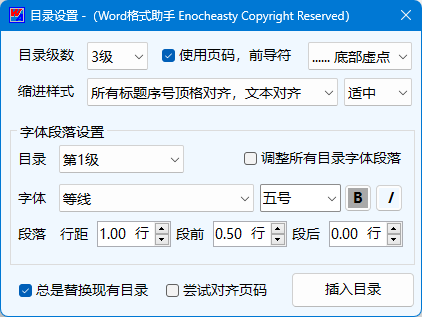 目录设置 -（Word格式助手 Enocheasty Copyright Reserved）
目录级数 3级 使用页码，前导符 ...... 底部虚点
缩进样式 所有标题序号顶格对齐，文本对齐 适中
字体段落设置
目录 第1级 调整所有目录字体段落
字体 等线 五号 B I
段落 行距 1.00 行 段前 0.50 行 段后 0.00 行
总是替换现有目录 尝试对齐页码 插入目录